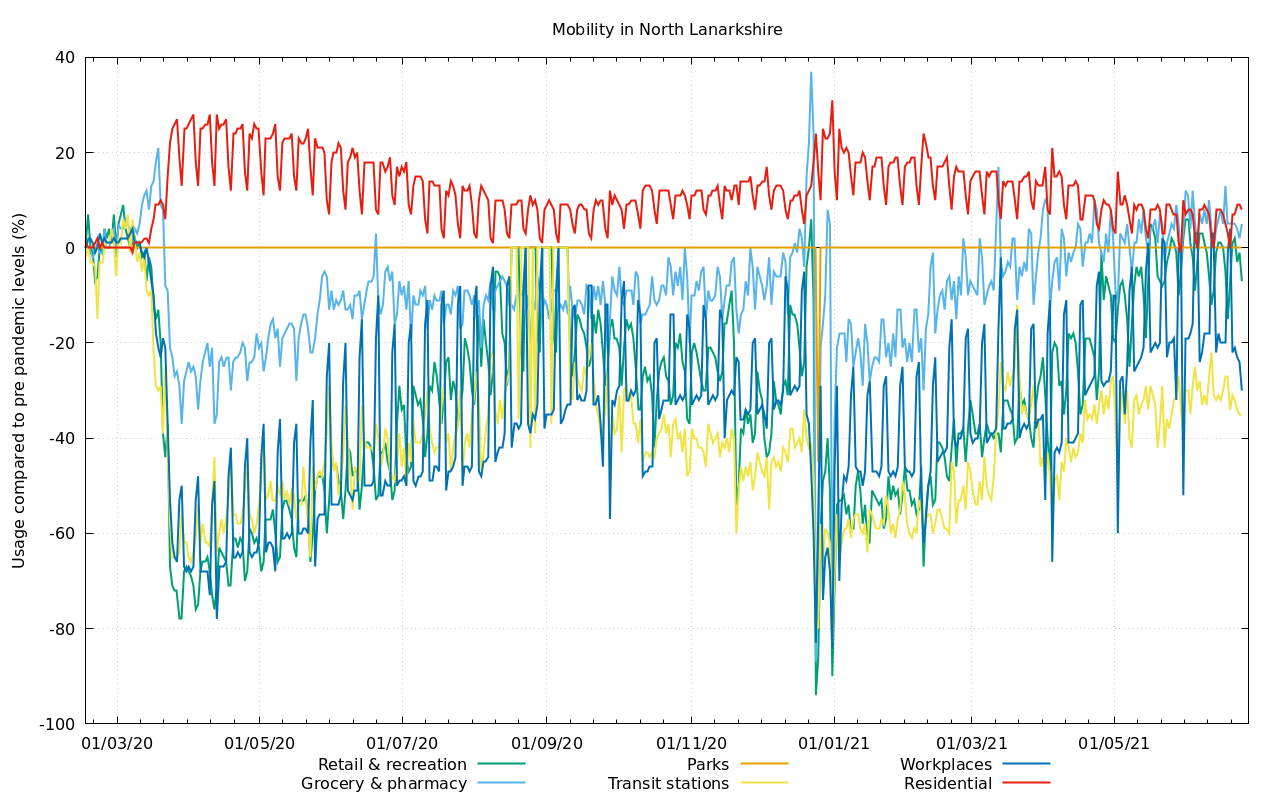 Mobility in North Lanarkshire
Usage compared to pre pandemic levels (%)
40
20
0
-20
-40
-60
-80
-100
01/03/20 01/05/20 01/07/20 01/09/20 01/11/20 01/01/21 01/03/21 01/05/21
Retail & recreation Parks Workplaces
Grocery & pharmacy Transit stations Residential